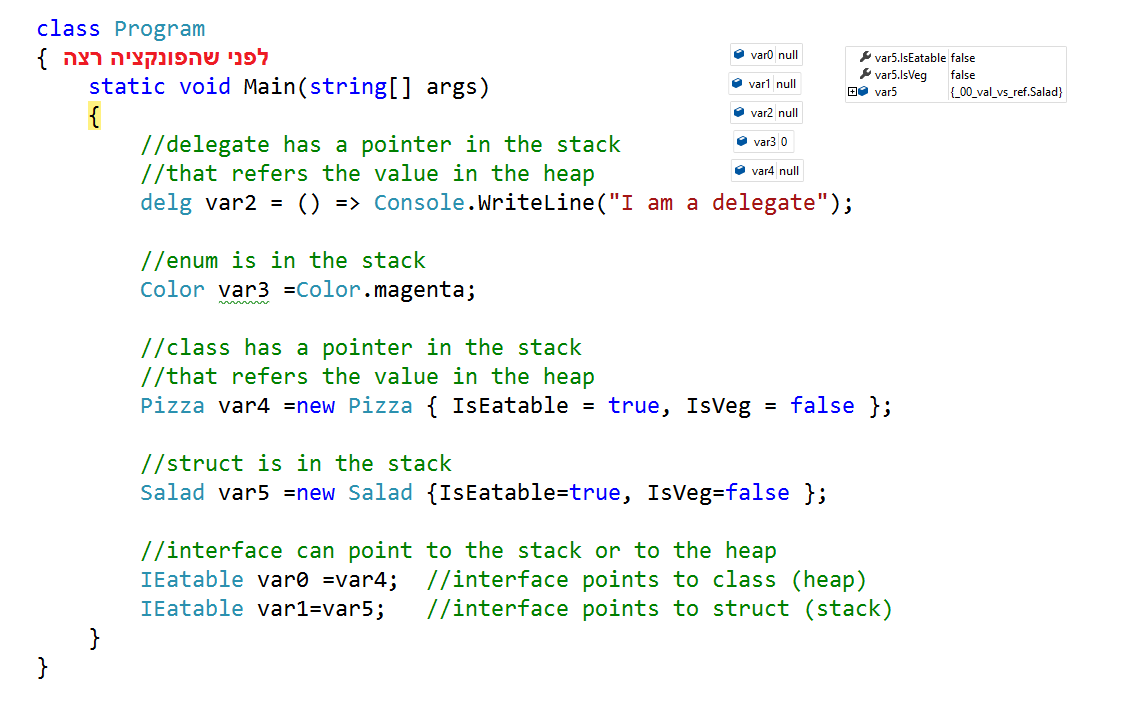 class Program
{ לפני שהפונקציה רצה
static void Main(string[] args)
{
//delegate has a pointer in the stack
//that refers the value in the heap
delg var2 = () => Console.WriteLine("I am a delegate");
//enum is in the stack
Color var3 =Color.magenta;
//class has a pointer in the stack
//that refers the value in the heap
Pizza var4 =new Pizza { IsEatable = true, IsVeg = false };
//struct is in the stack
Salad var5 =new Salad {IsEatable=true, IsVeg=false };
//interface can point to the stack or to the heap
IEatable var0 =var4;  //interface points to class (heap)
IEatable var1=var5;   //interface points to struct (stack)
}
}
var0 null
var1 null
var2 null
var3 0
var4 null
var5.IsEatable false
var5.IsVeg false
var5 {_00_val_vs_ref.Salad}